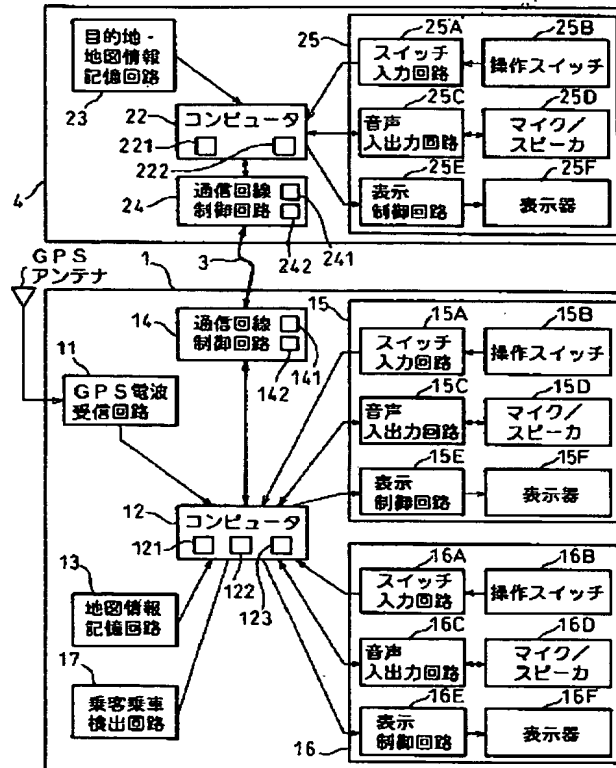 25A
25B
25
目的地・
地図情報
記憶回路
スイッチ
入力回路
操作スイッチ
23
22
コンピュータ
25C
25D
221
音声
入出力回路
マイク/
スピーカ
222
25E
25F
24
通信回線
制御回路
表示
制御回路
表示器
4
241
242
3
GPS
アンテナ
1
14
通信回線
制御回路
15
15A
15B
141
142
スイッチ
入力回路
操作スイッチ
11
GPS電波
受信回路
15C
15D
音声
入出力回路
マイク/
スピーカ
15E
15F
12
コンピュータ
表示
制御回路
表示器
121
122
123
16A
16B
13
地図情報
記憶回路
スイッチ
入力回路
操作スイッチ
16C
16D
17
音声
入出力回路
マイク/
スピーカ
乗客乗車
検出回路
16E
16F
16
表示
制御回路
表示器